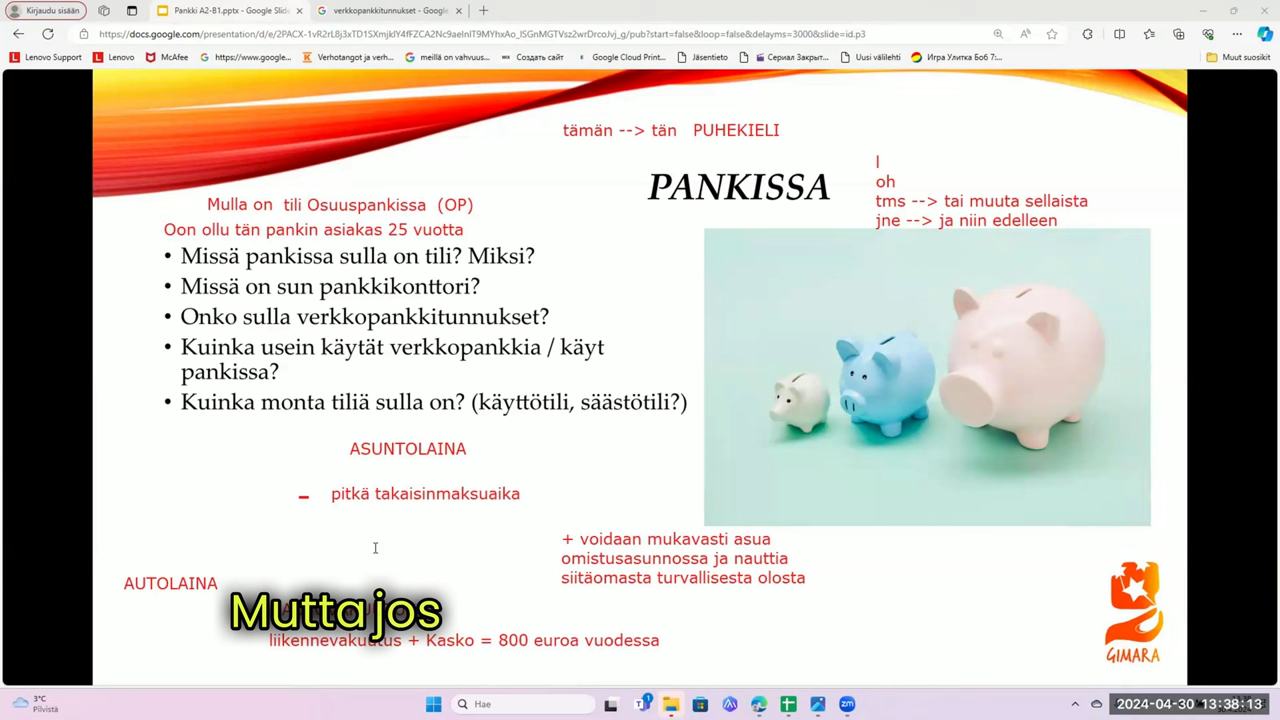 Kirjaudu sisään
Pankki A2-B1.pptx - Google Slide
verkkopankkitunnukset - Google
https://docs.google.com/presentation/d/e/2PACX-1vR2rL8j3xTD1SXmjklY4fFZCA2Nc9aeInlT9MYHxAo_lSGnMGTVsz2wrDrcoJvj_g/pub?start=false&loop=false&delayms=3000&slide=id.p3
Lenovo Support
Lenovo
McAfee
https://www.google...
Verhotangot ja verh...
meillä on vahvuus...
Создать сайт
Google Cloud Print...
Jäsentieto
Сериал Закрыт...
Uusi välilehti
Игра Улитка Боб 7:...
Muut suosikit
tämän --> tän PUHEKIELI
PANKISSA
l
oh
tms --> tai muuta sellaista
jne --> ja niin edelleen
Mulla on tili Osuuspankissa (OP)
Oon ollu tän pankin asiakas 25 vuotta
• Missä pankissa sulla on tili? Miksi?
• Missä on sun pankkikonttori?
• Onko sulla verkkopankkitunnukset?
• Kuinka usein käytät verkkopankkia / käyt
pankissa?
• Kuinka monta tiliä sulla on? (käyttötili, säästötili?)
ASUNTOLAINA
- pitkä takaisinmaksuaika
+ voidaan mukavasti asua
omistusasunnossa ja nauttia
siitäomasta turvallisesta olosta
AUTOLAINA
Mutta jos
liikennevakuutus + Kasko = 800 euroa vuodessa
GIMARA
3°C
Pilvistä
Hae
2024-04-30 13:38:13